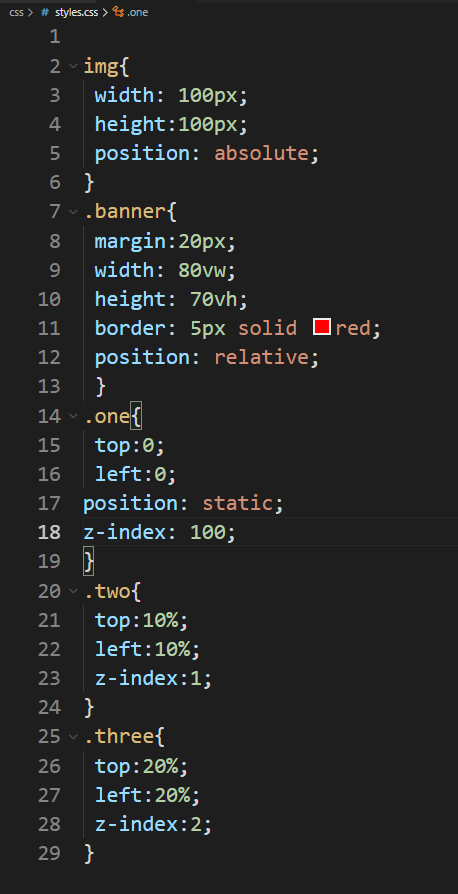 css > # styles.css > .one
1
2 img{
3 width: 100px;
4 height:100px;
5 position: absolute;
6 }
7 .banner{
8 margin:20px;
9 width: 80vw;
10 height: 70vh;
11 border: 5px solid red;
12 position: relative;
13 }
14 .one{
15 top:0;
16 left:0;
17 position: static;
18 z-index: 100;
19 }
20 .two{
21 top:10%;
22 left:10%;
23 z-index:1;
24 }
25 .three{
26 top:20%;
27 left:20%;
28 z-index:2;
29 }